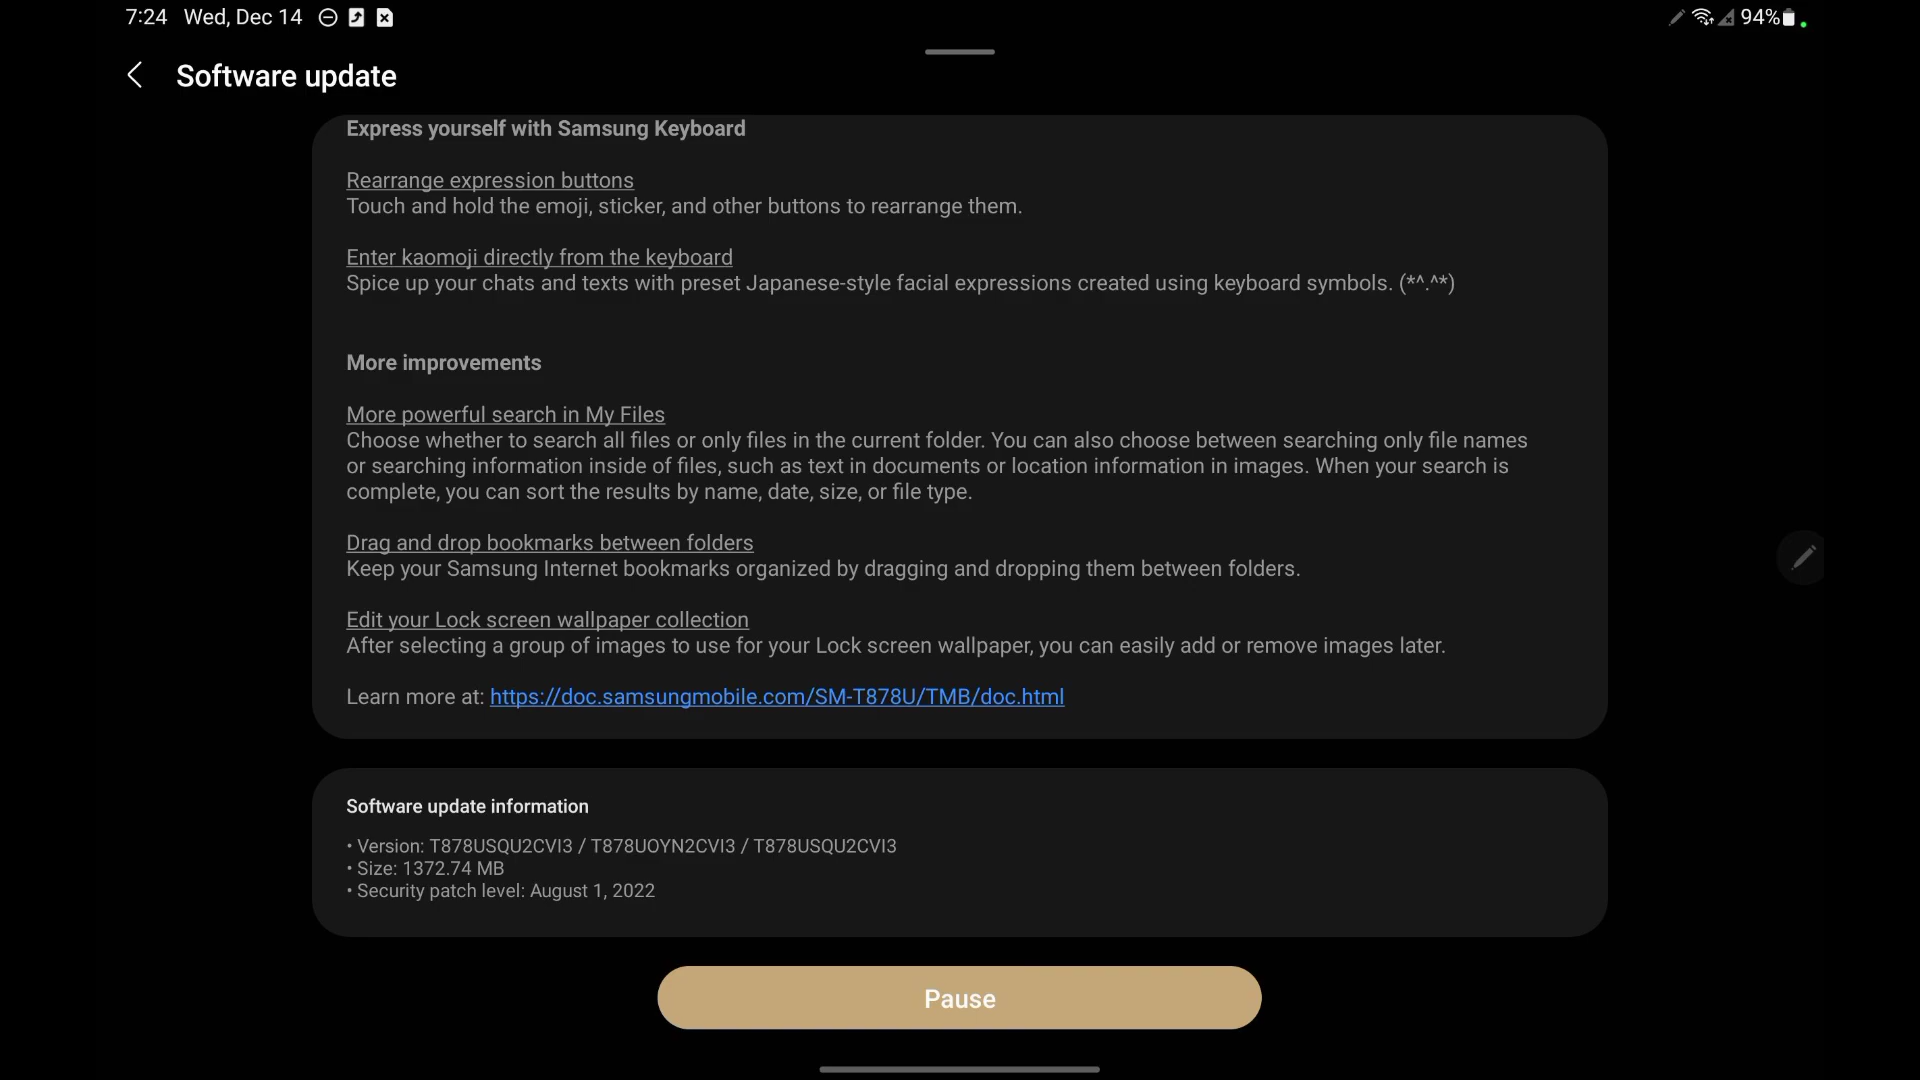 7:24 Wed, Dec 14
94%
Software update
Express yourself with Samsung Keyboard
Rearrange expression buttons
Touch and hold the emoji, sticker, and other buttons to rearrange them.
Enter kaomoji directly from the keyboard
Spice up your chats and texts with preset Japanese-style facial expressions created using keyboard symbols. (*^.^*)
More improvements
More powerful search in My Files
Choose whether to search all files or only files in the current folder. You can also choose between searching only file names
or searching information inside of files, such as text in documents or location information in images. When your search is
complete, you can sort the results by name, date, size, or file type.
Drag and drop bookmarks between folders
Keep your Samsung Internet bookmarks organized by dragging and dropping them between folders.
Edit your Lock screen wallpaper collection
After selecting a group of images to use for your Lock screen wallpaper, you can easily add or remove images later.
Learn more at: https://doc.samsungmobile.com/SM-T878U/TMB/doc.html
Software update information
• Version: T878USQU2CVI3 / T878UOYN2CVI3 / T878USQU2CVI3
• Size: 1372.74 MB
• Security patch level: August 1, 2022
Pause